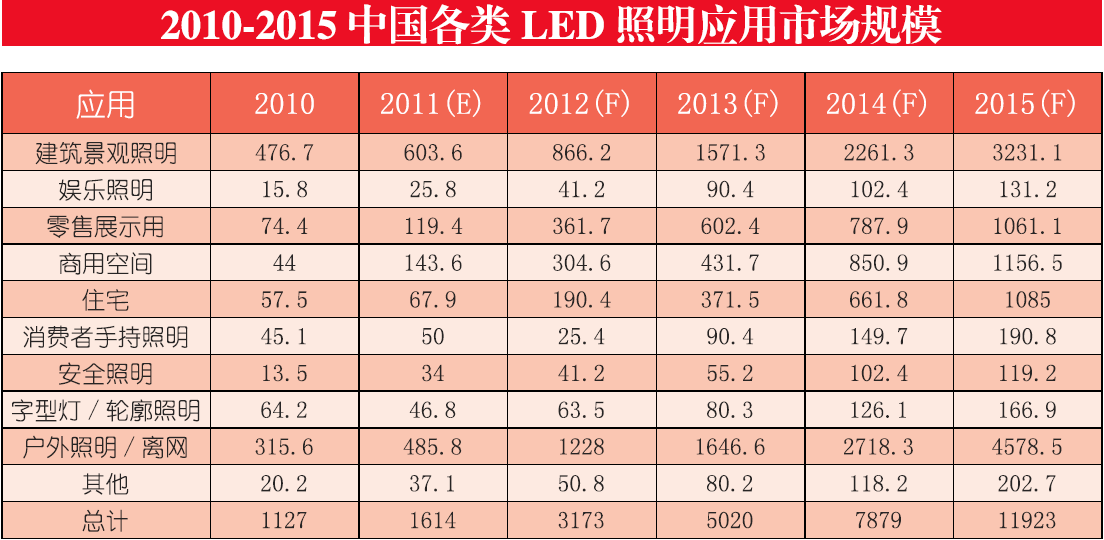 2010-2015 中国各类 LED 照明应用市场规模
应用 2010 2011(E) 2012(F) 2013(F) 2014(F) 2015(F)
建筑景观照明 476.7 603.6 866.2 1571.3 2261.3 3231.1
娱乐照明 15.8 25.8 41.2 90.4 102.4 131.2
零售展示用 74.4 119.4 361.7 602.4 787.9 1061.1
商用空间 44 143.6 304.6 431.7 850.9 1156.5
住宅 57.5 67.9 190.4 371.5 661.8 1085
消费者手持照明 45.1 50 25.4 90.4 149.7 190.8
安全照明 13.5 34 41.2 55.2 102.4 119.2
字型灯/轮廓照明 64.2 46.8 63.5 80.3 126.1 166.9
户外照明/离网 315.6 485.8 1228 1646.6 2718.3 4578.5
其他 20.2 37.1 50.8 80.2 118.2 202.7
总计 1127 1614 3173 5020 7879 11923